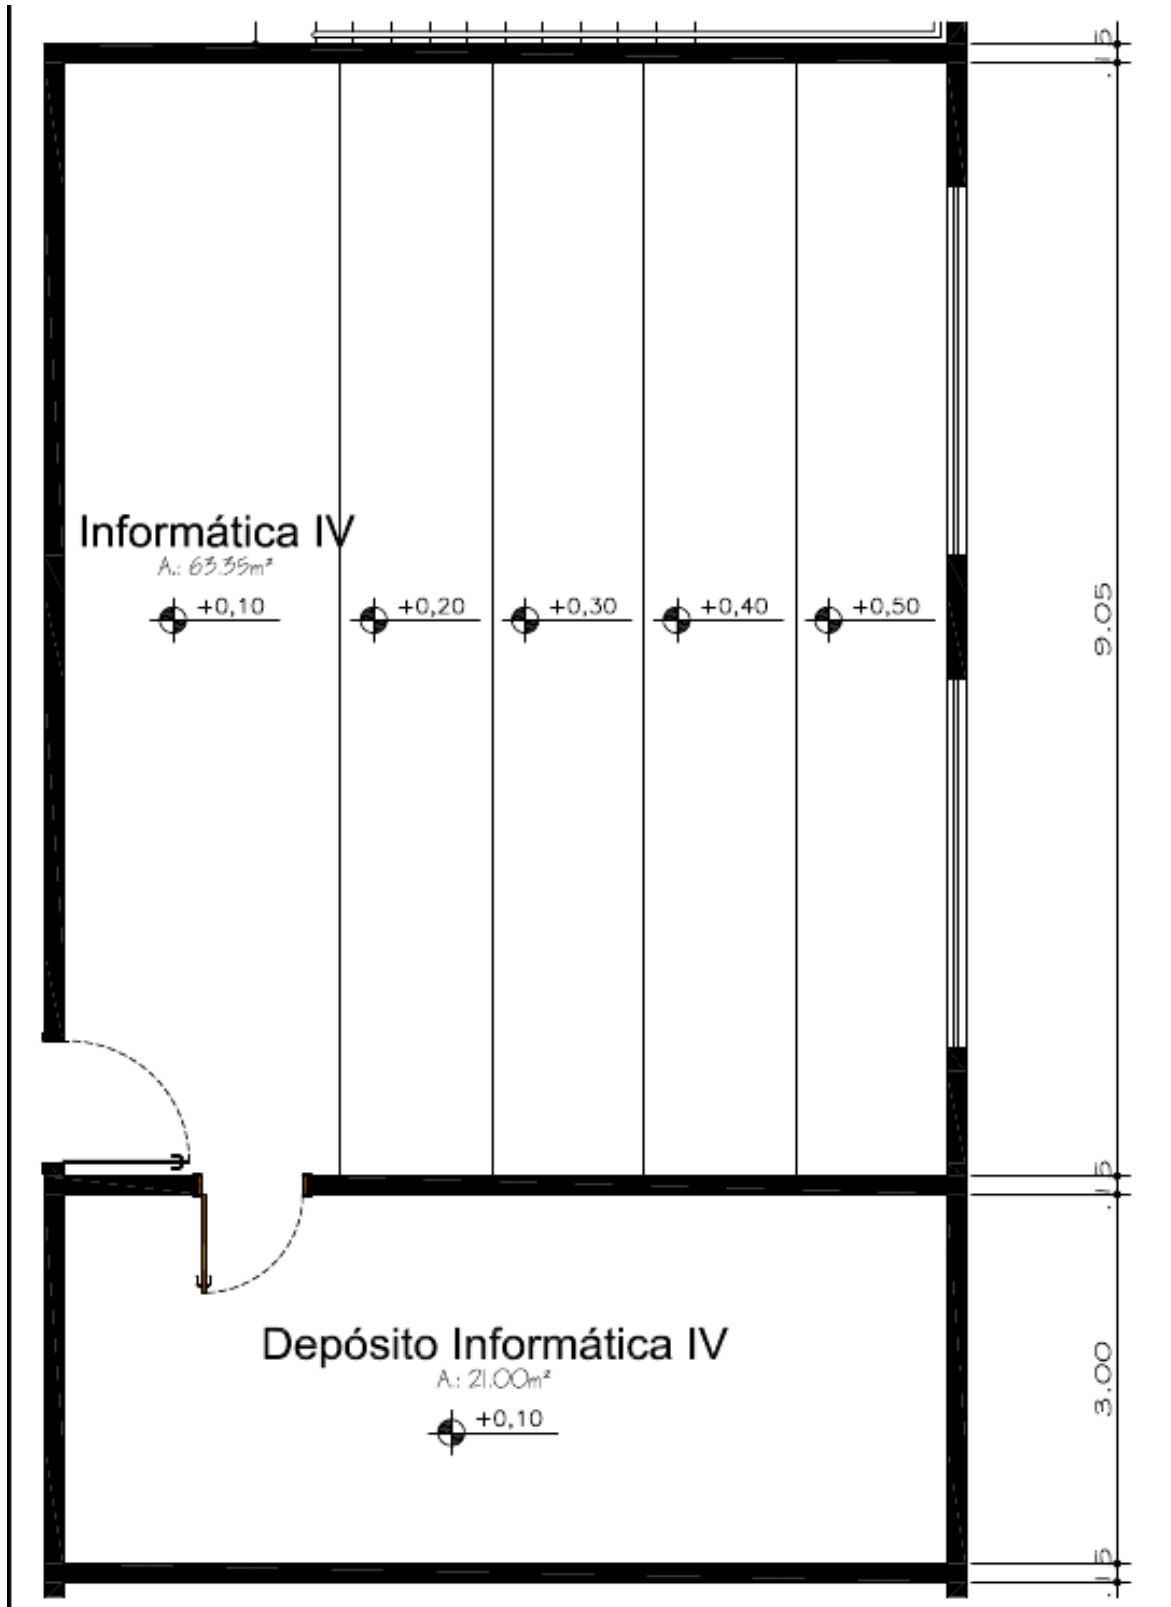 .15
Informática IV
A.: 63.35m²
+0,10
+0,20
+0,30
+0,40
+0,50
9.05
.15
Depósito Informática IV
A.: 21.00m²
+0,10
3.00
.15